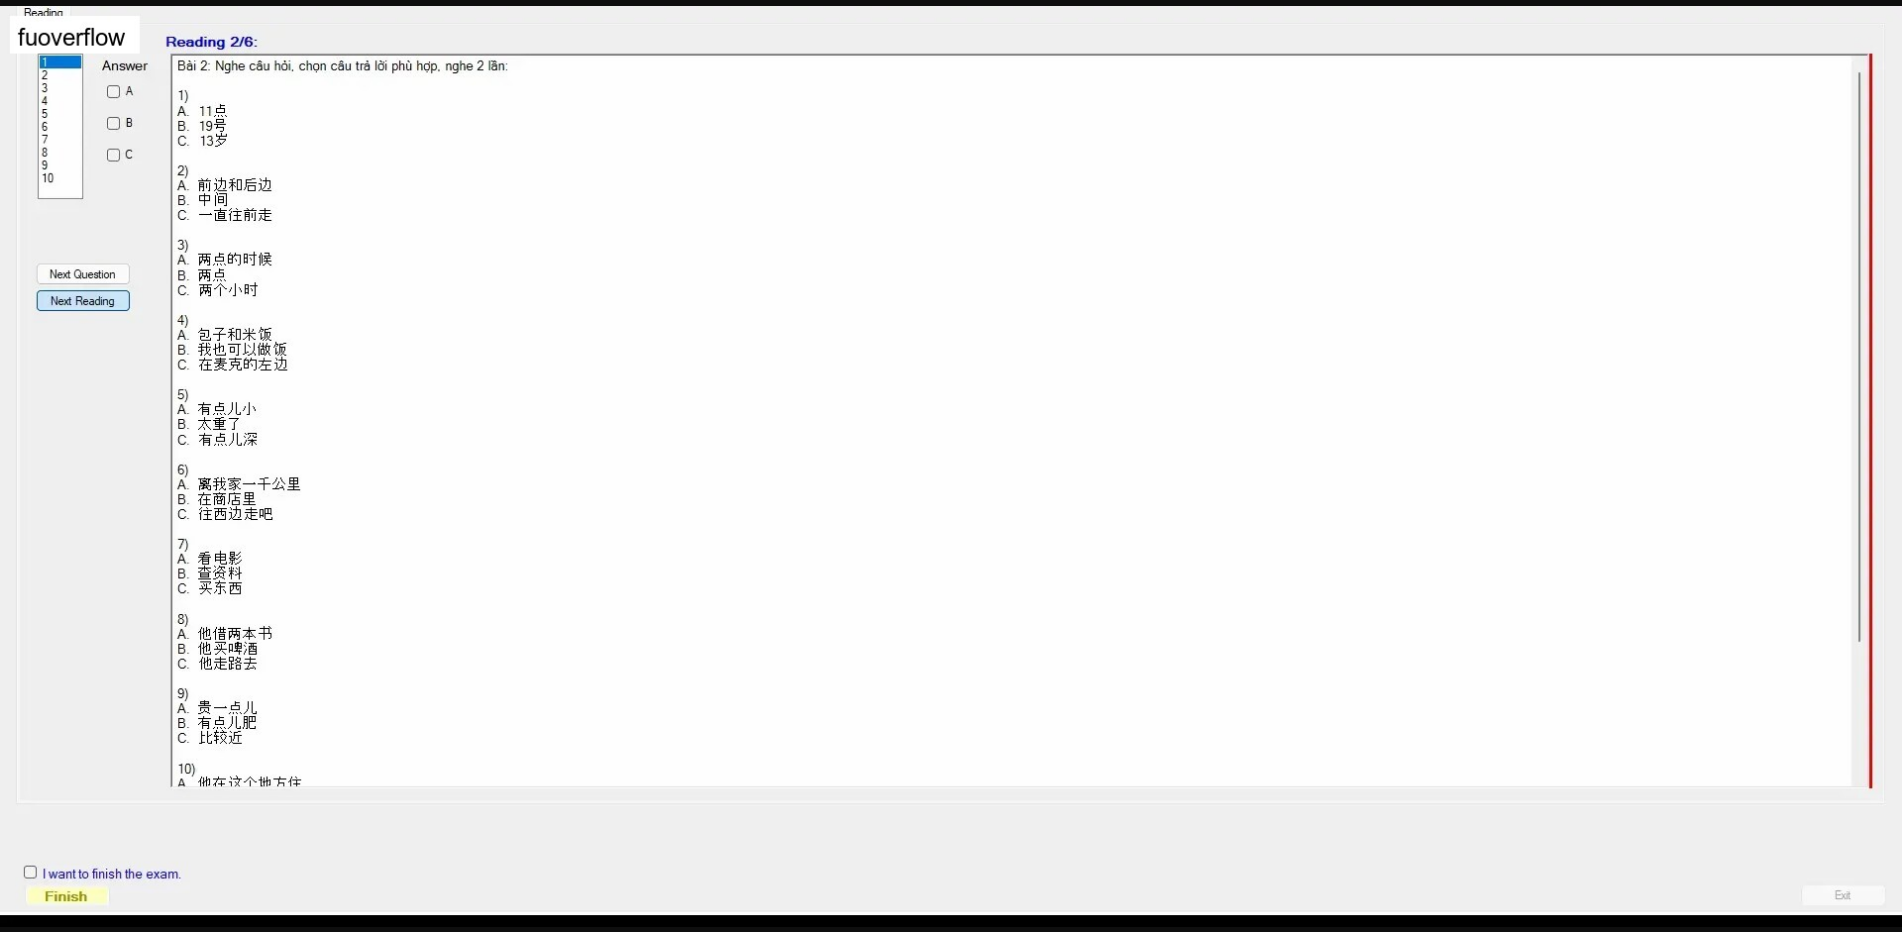 Reading
fuoverflow
Reading 2/6:
1
2
3
4
5
6
7
8
9
10
Answer
A
B
C
Next Question
Next Reading
Bài 2: Nghe câu hỏi, chọn câu trả lời phù hợp, nghe 2 lần:
1)
A. 11点
B. 19号
C. 13岁
2)
A. 前边和后边
B. 中间
C. 一直往前走
3)
A. 两点的时候
B. 两点
C. 两个小时
4)
A. 包子和米饭
B. 我也可以做饭
C. 在麦克的左边
5)
A. 有点儿小
B. 太重了
C. 有点儿深
6)
A. 离我家一千公里
B. 在商店里
C. 往西边走吧
7)
A. 看电影
B. 查资料
C. 买东西
8)
A. 他借两本书
B. 他买啤酒
C. 他走路去
9)
A. 贵一点儿
B. 有点儿肥
C. 比较近
10)
A. 他在这个地方住
I want to finish the exam.
Finish
Exit